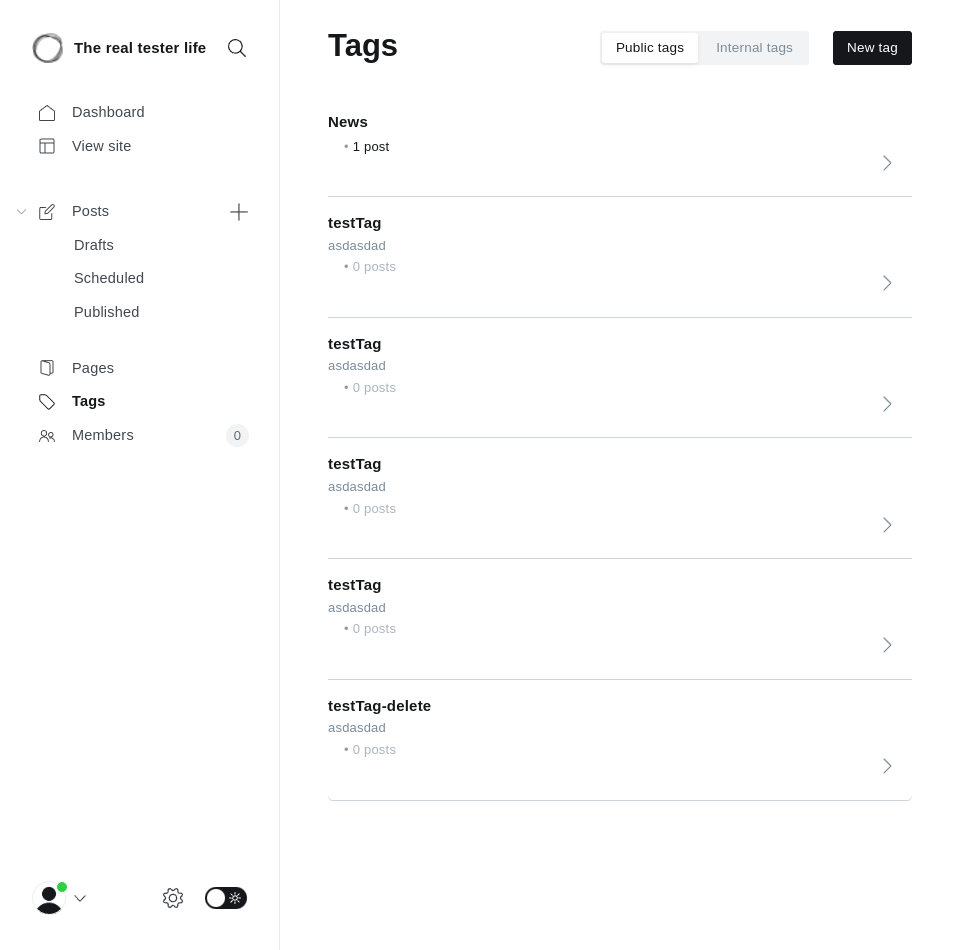 The real tester life
Dashboard
View site
Posts
Drafts
Scheduled
Published
Pages
Tags
Members
0
Tags
Public tags
Internal tags
New tag
News
• 1 post
testTag
asdasdad
• 0 posts
testTag
asdasdad
• 0 posts
testTag
asdasdad
• 0 posts
testTag
asdasdad
• 0 posts
testTag-delete
asdasdad
• 0 posts